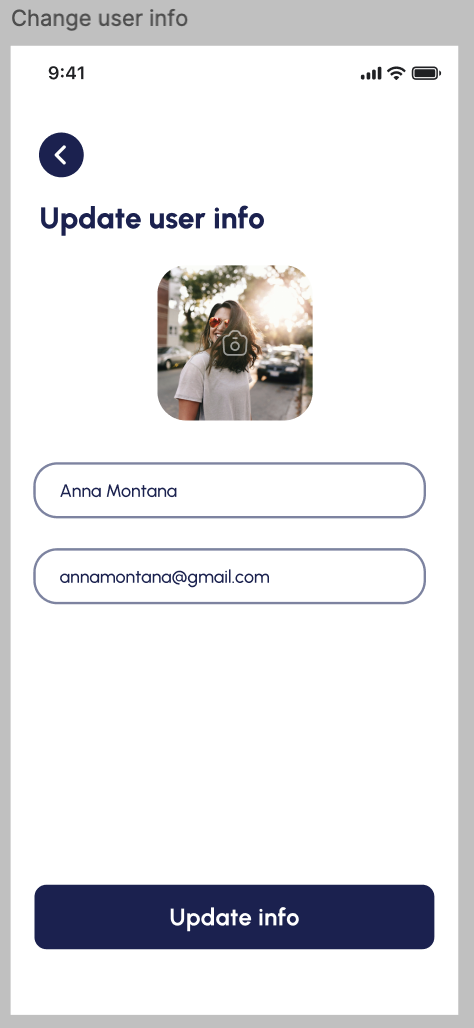 Change user info
9:41
Update user info
Anna Montana
annamontana@gmail.com
Update info